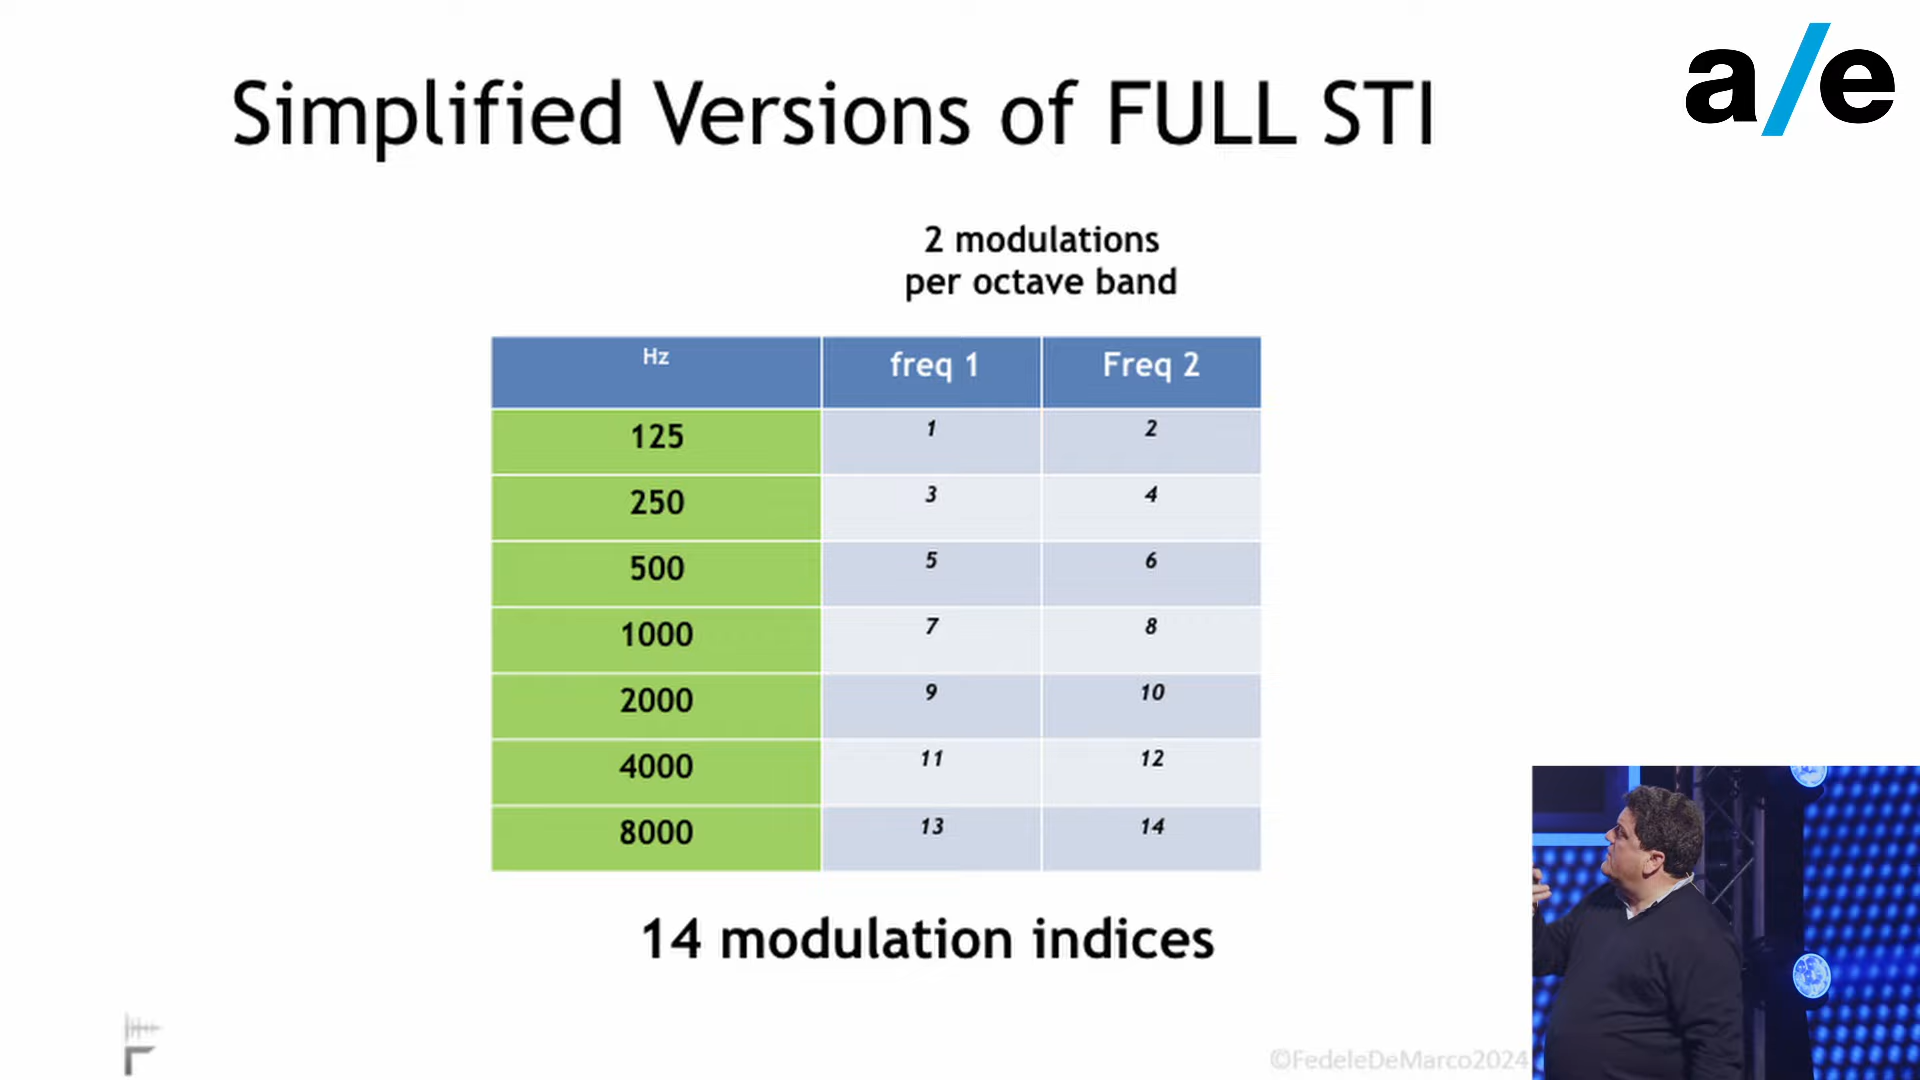 a/e
Simplified Versions of FULL STI
2 modulations
per octave band
Hz freq 1 Freq 2
125 1 2
250 3 4
500 5 6
1000 7 8
2000 9 10
4000 11 12
8000 13 14
14 modulation indices
©FedeleDeMarco2024